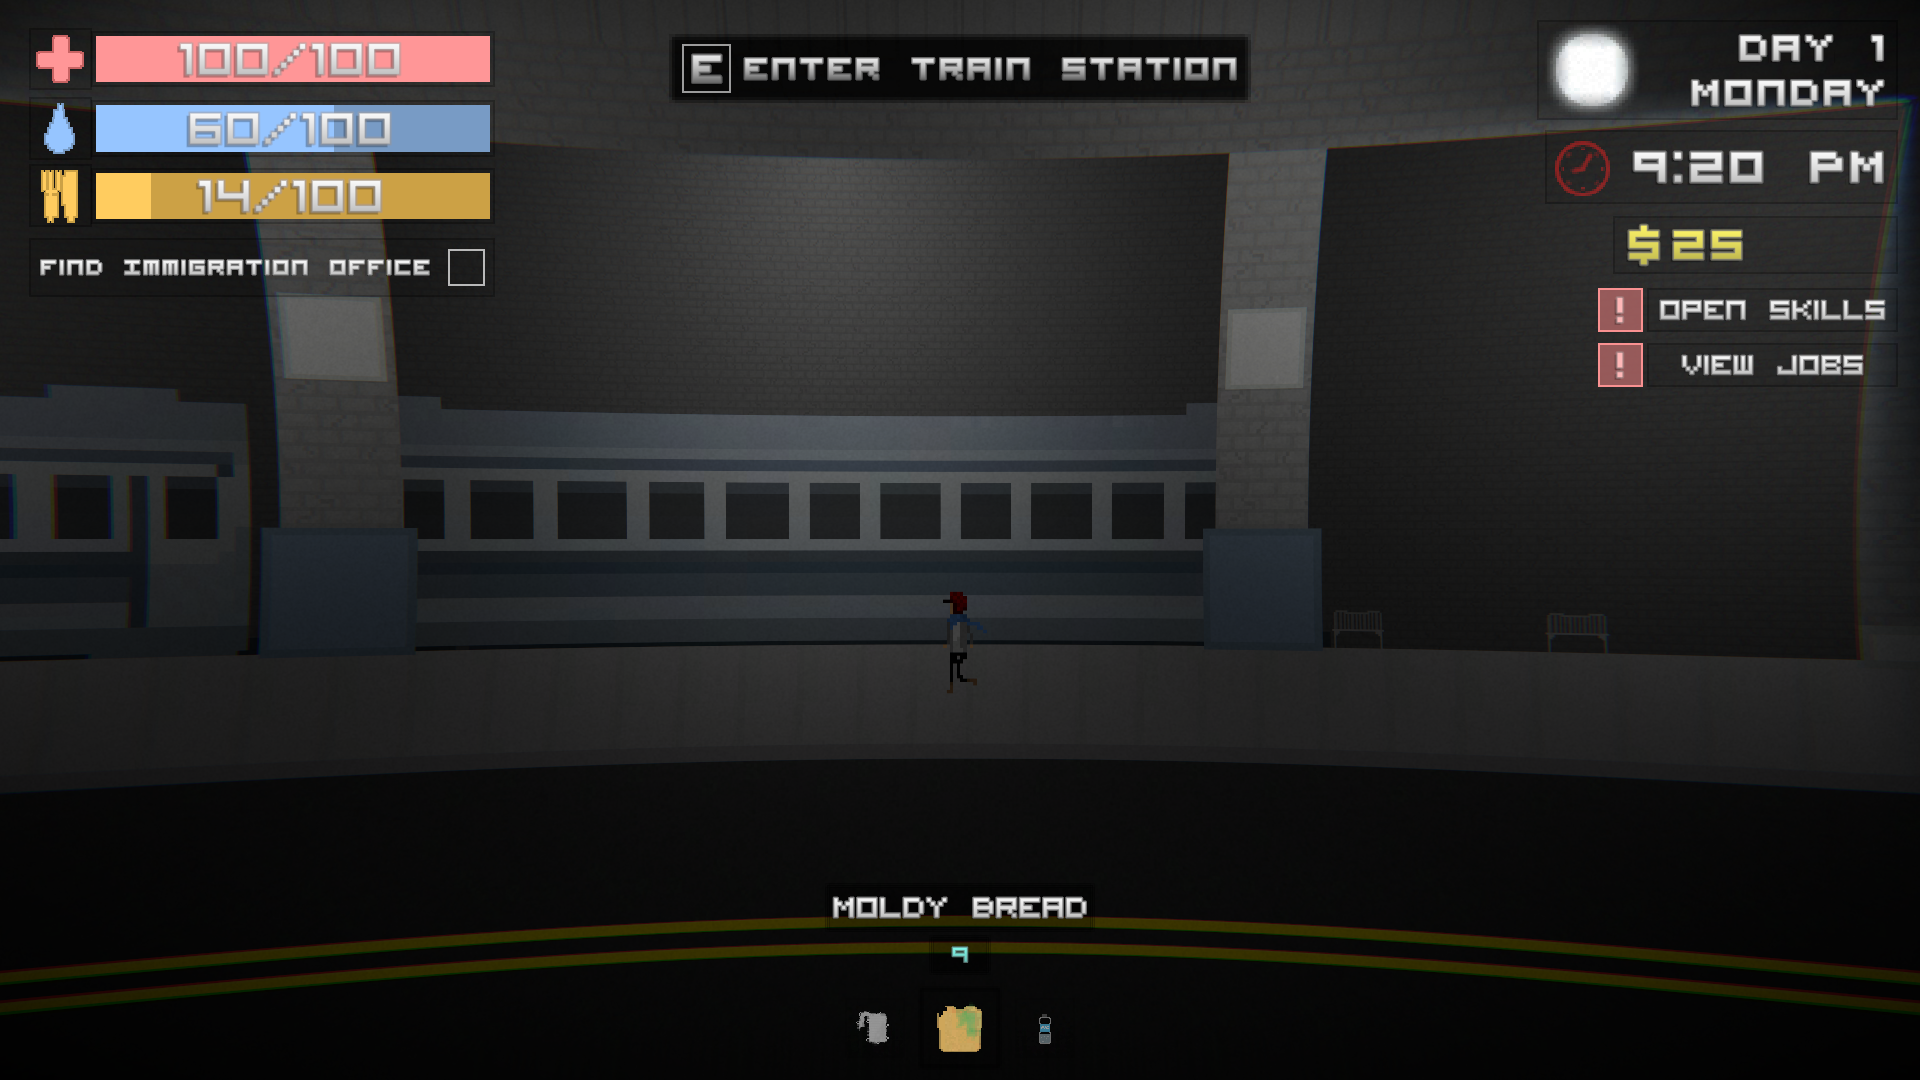 100/100
60/100
14/100
FIND IMMIGRATION OFFICE
E ENTER TRAIN STATION
DAY 1
MONDAY
9:20 PM
$25
! OPEN SKILLS
! VIEW JOBS
MOLDY BREAD
9